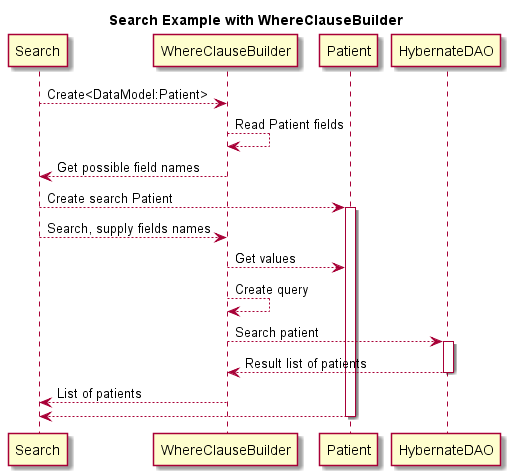 Search Example with WhereClauseBuilder
Search WhereClauseBuilder Patient HybernateDAO
Create<DataModel:Patient>
Read Patient fields
Get possible field names
Create search Patient
Search, supply fields names
Get values
Create query
Search patient
Result list of patients
List of patients
Search WhereClauseBuilder Patient HybernateDAO